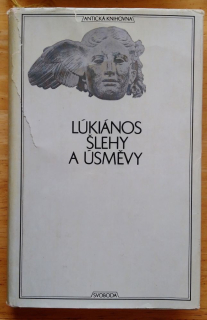 ANTICKÁ KNIHOVNA
LÚKIÁNOS
ŠLEHY
A ÚSMĚVY
SVOBODA